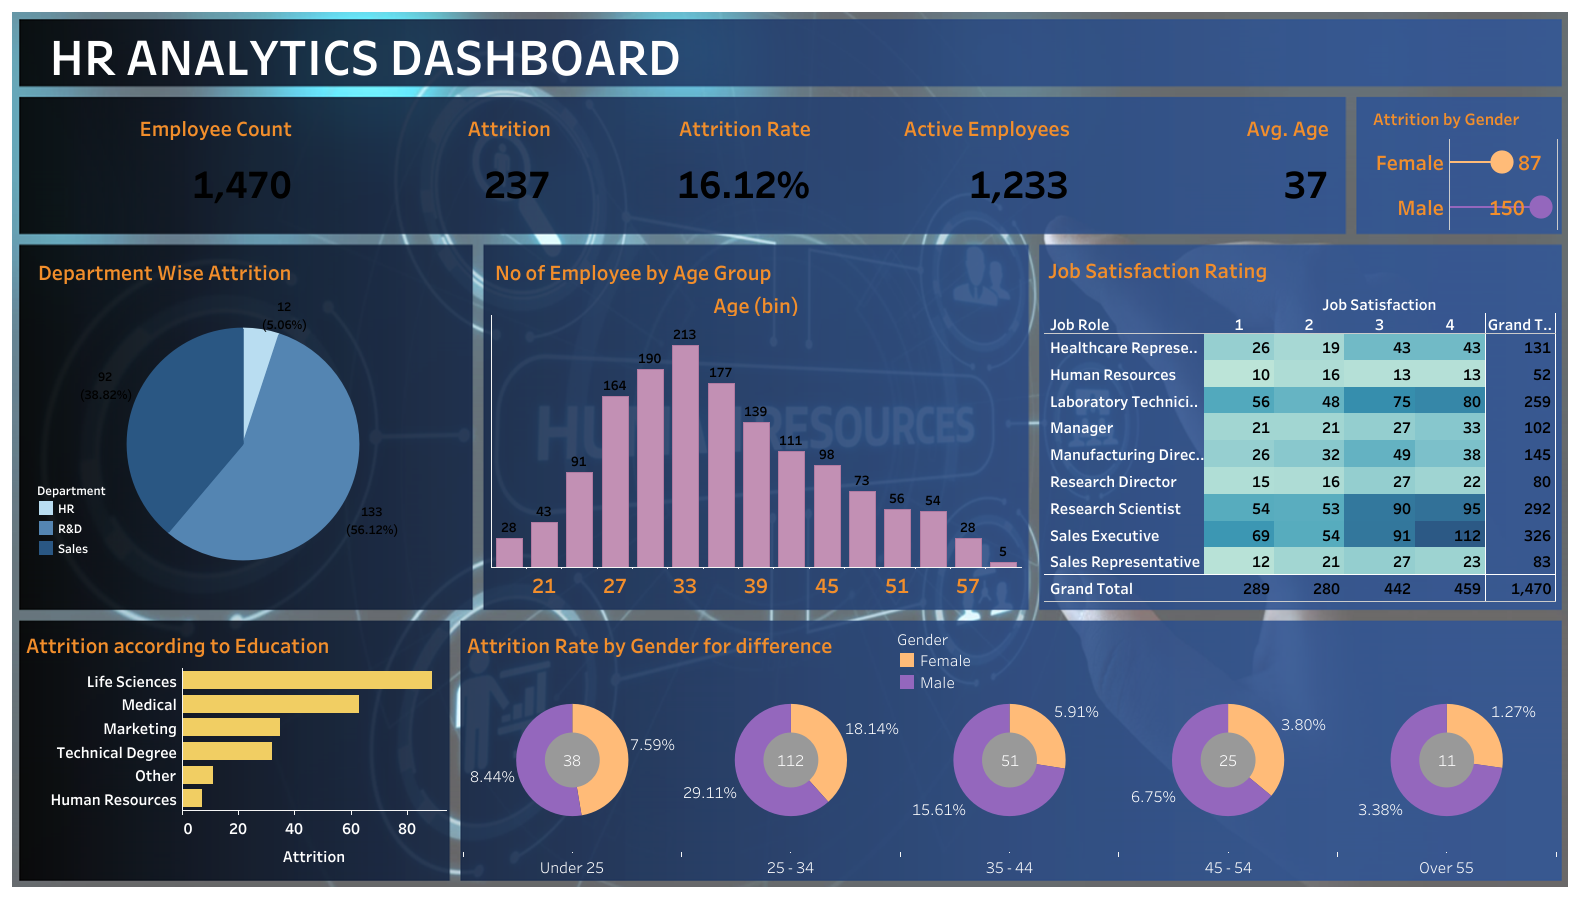 HR ANALYTICS DASHBOARD
Employee Count
1,470
Attrition
237
Attrition Rate
16.12%
Active Employees
1,233
Avg. Age
37
Attrition by Gender
Female 87
Male 150
Department Wise Attrition
12
(5.06%)
92
(38.82%)
133
(56.12%)
Department
HR
R&D
Sales
No of Employee by Age Group
Age (bin)
28 43 91 164 190 213 177 139 111 98 73 56 54 28 5
21 27 33 39 45 51 57
HUMAN RESOURCES
Job Satisfaction Rating
Job Satisfaction
Job Role 1 2 3 4 Grand T..
Healthcare Represe.. 26 19 43 43 131
Human Resources 10 16 13 13 52
Laboratory Technici.. 56 48 75 80 259
Manager 21 21 27 33 102
Manufacturing Direc.. 26 32 49 38 145
Research Director 15 16 27 22 80
Research Scientist 54 53 90 95 292
Sales Executive 69 54 91 112 326
Sales Representative 12 21 27 23 83
Grand Total 289 280 442 459 1,470
Attrition according to Education
Life Sciences
Medical
Marketing
Technical Degree
Other
Human Resources
0 20 40 60 80
Attrition
Attrition Rate by Gender for difference
Gender
Female
Male
38 7.59% 8.44%
112 18.14% 29.11%
51 5.91% 15.61%
25 3.80% 6.75%
11 1.27% 3.38%
Under 25 25 - 34 35 - 44 45 - 54 Over 55